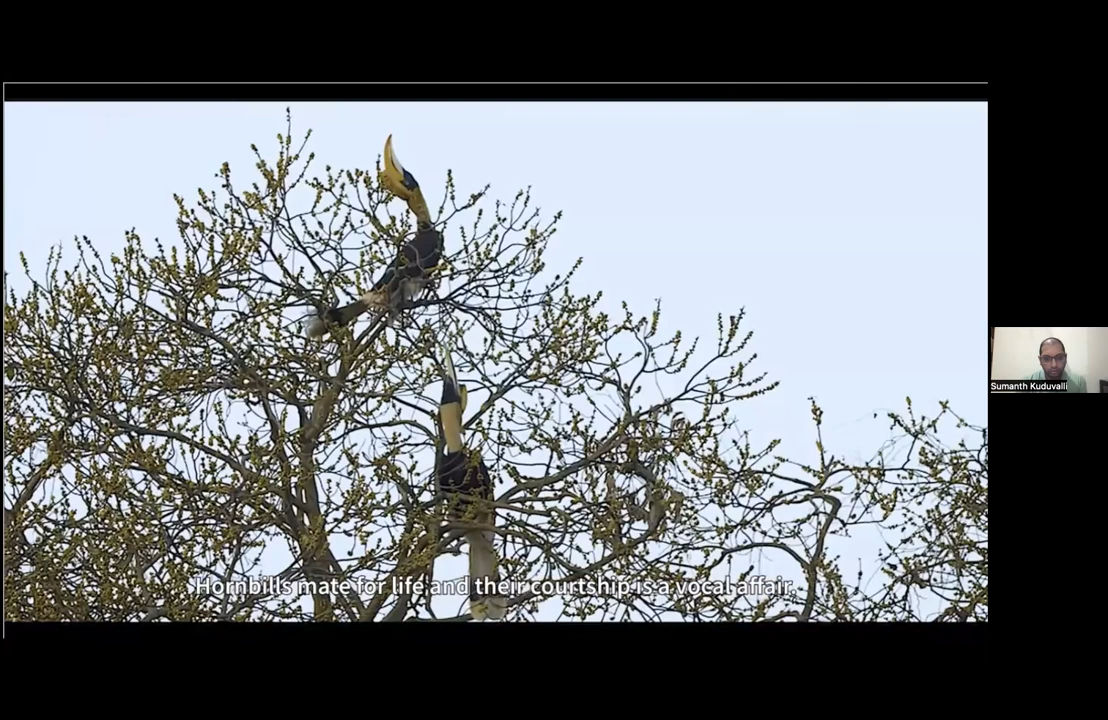 Hornbills mate for life and their courtship is a vocal affair.
Sumanth Kuduvalli